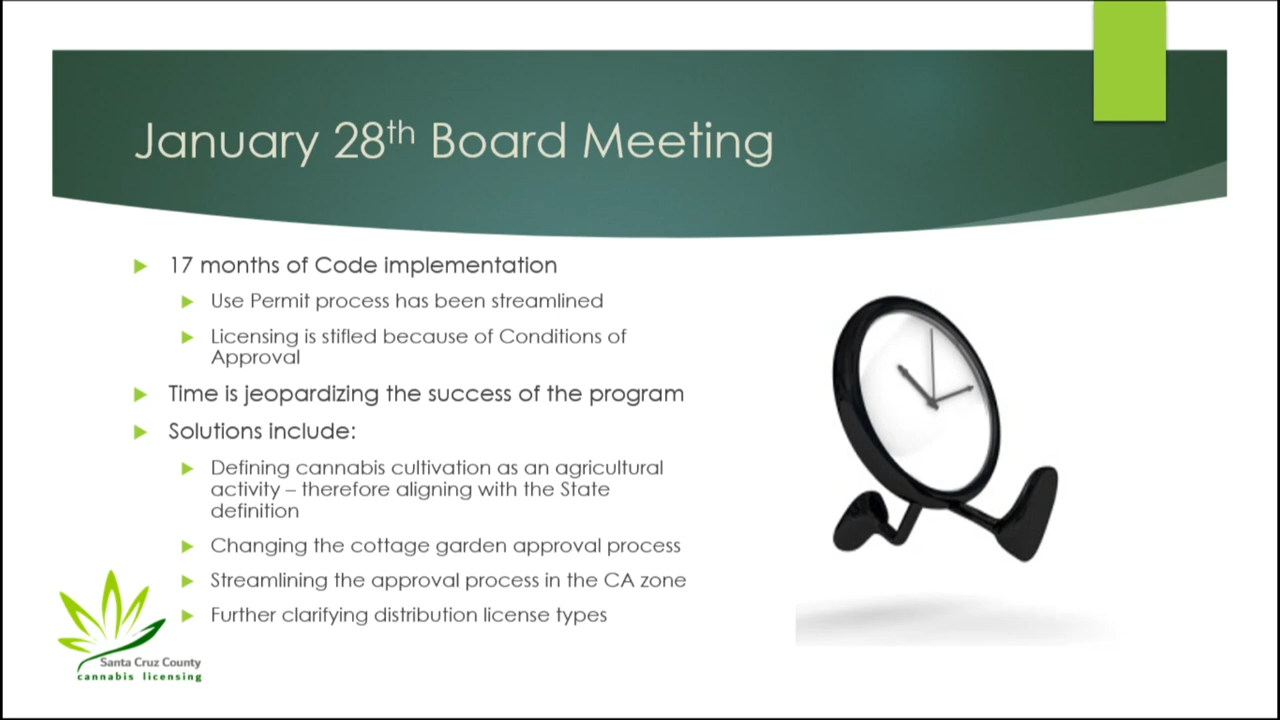 January 28th Board Meeting
17 months of Code implementation
Use Permit process has been streamlined
Licensing is stifled because of Conditions of
Approval
Time is jeopardizing the success of the program
Solutions include:
Defining cannabis cultivation as an agricultural
activity – therefore aligning with the State
definition
Changing the cottage garden approval process
Streamlining the approval process in the CA zone
Further clarifying distribution license types
Santa Cruz County
cannabis licensing